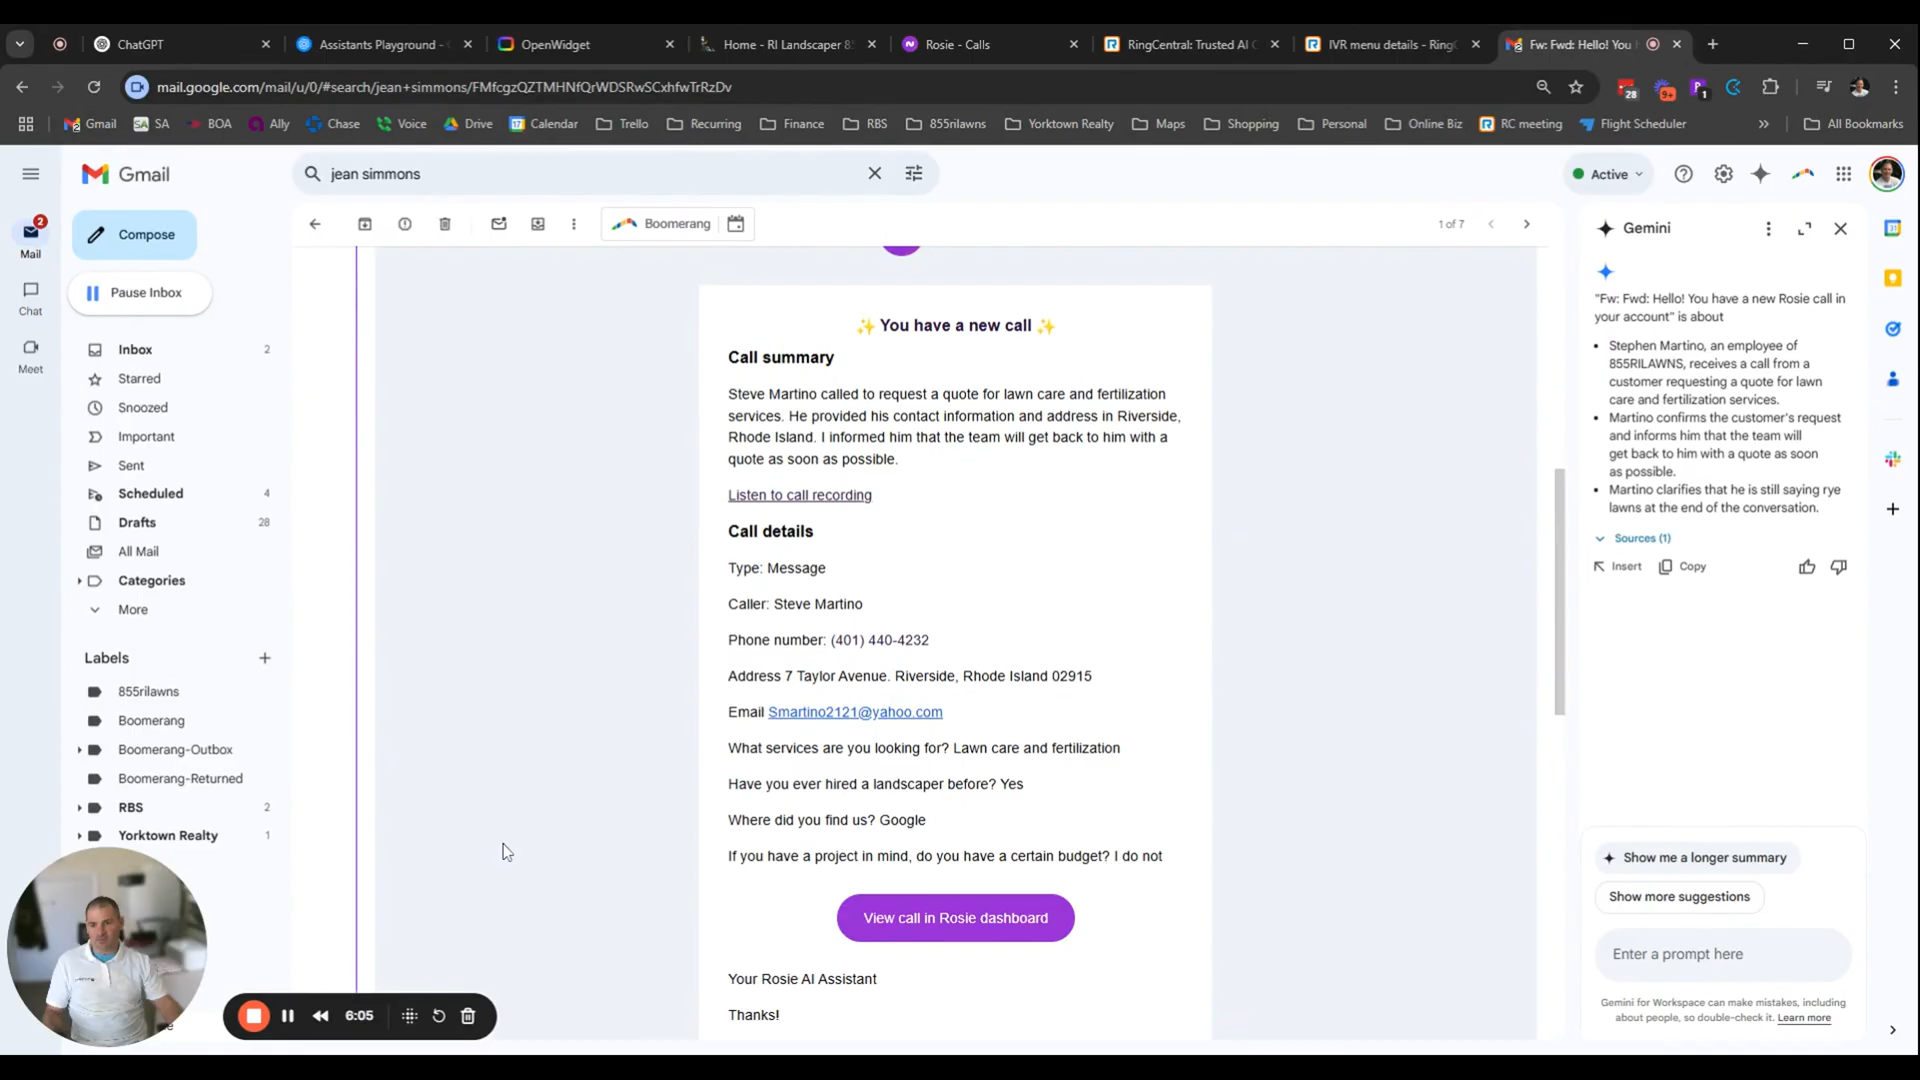 ChatGPT
Assistants Playground -
OpenWidget
Home - RI Landscaper 8
Rosie - Calls
RingCentral: Trusted AI
IVR menu details - Ring
Fw: Fwd: Hello! You
mail.google.com/mail/u/0/#search/jean+simmons/FMfcgzQZTMHNfQrWDSRwSCxhfwTrRzDv
28
9+
1
Gmail
SA
SA
BOA
Ally
Chase
Voice
Drive
Calendar
Trello
Recurring
Finance
RBS
855rilawns
Yorktown Realty
Maps
Shopping
Personal
Online Biz
RC meeting
Flight Scheduler
All Bookmarks
Gmail
jean simmons
Active
2
Mail
Chat
Meet
Compose
Pause Inbox
Inbox 2
Starred
Snoozed
Important
Sent
Scheduled 4
Drafts 28
All Mail
Categories
More
Labels
855rilawns
Boomerang
Boomerang-Outbox
Boomerang-Returned
RBS 2
Yorktown Realty 1
Boomerang
1 of 7
✨ You have a new call ✨
Call summary
Steve Martino called to request a quote for lawn care and fertilization
services. He provided his contact information and address in Riverside,
Rhode Island. I informed him that the team will get back to him with a
quote as soon as possible.
Listen to call recording
Call details
Type: Message
Caller: Steve Martino
Phone number: (401) 440-4232
Address 7 Taylor Avenue. Riverside, Rhode Island 02915
Email Smartino2121@yahoo.com
What services are you looking for? Lawn care and fertilization
Have you ever hired a landscaper before? Yes
Where did you find us? Google
If you have a project in mind, do you have a certain budget? I do not
View call in Rosie dashboard
Your Rosie AI Assistant
Thanks!
6:05
Gemini
"Fw: Fwd: Hello! You have a new Rosie call in
your account" is about
• Stephen Martino, an employee of
855RILAWNS, receives a call from a
customer requesting a quote for lawn
care and fertilization services.
• Martino confirms the customer's request
and informs him that the team will
get back to him with a quote as soon
as possible.
• Martino clarifies that he is still saying rye
lawns at the end of the conversation.
Sources (1)
Insert
Copy
Show me a longer summary
Show more suggestions
Enter a prompt here
Gemini for Workspace can make mistakes, including
about people, so double-check it. Learn more
31